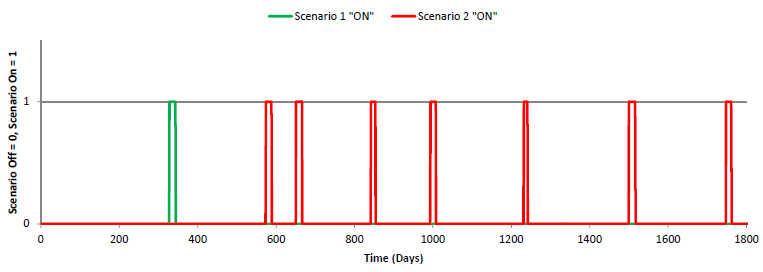 Scenario 1 "ON" Scenario 2 "ON"
Scenario Off = 0, Scenario On = 1
1
0
0 200 400 600 800 1000 1200 1400 1600 1800
Time (Days)